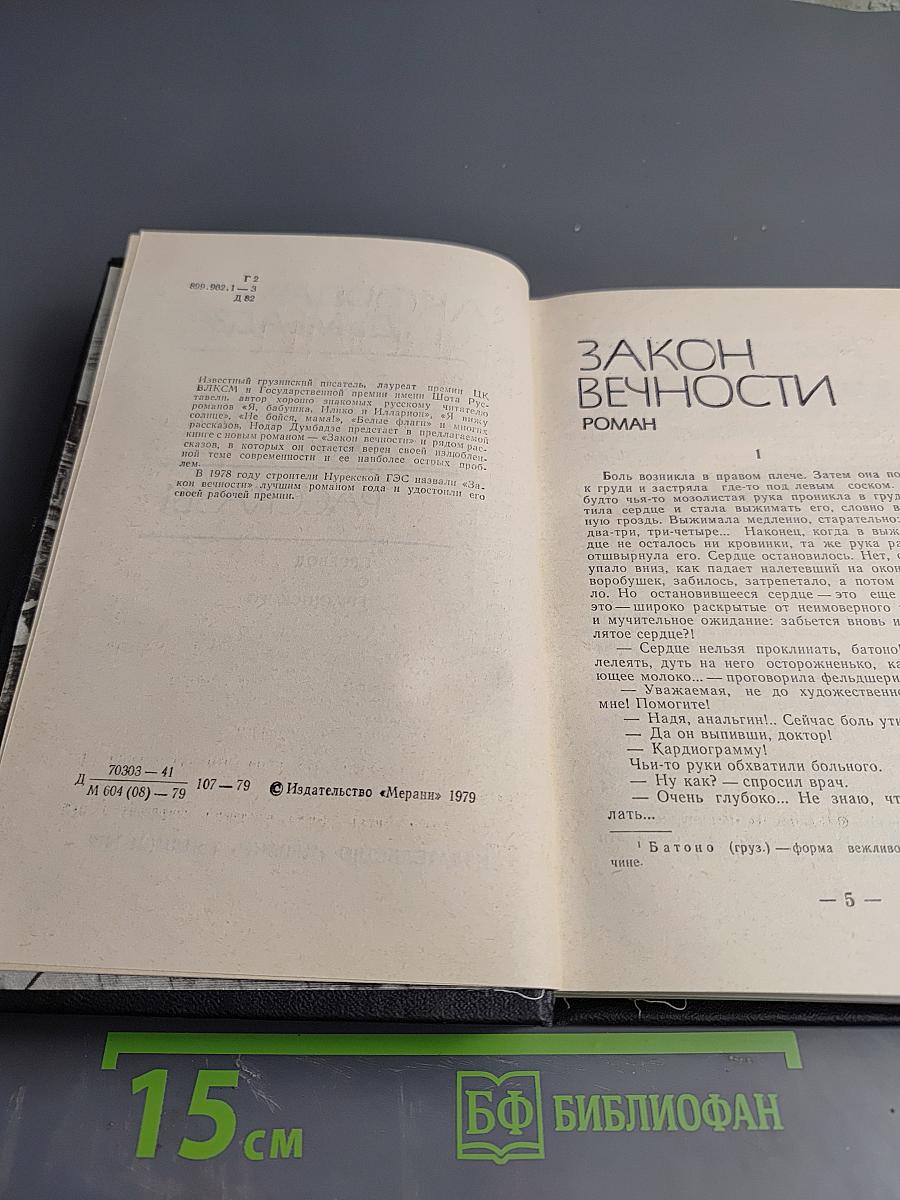 Г 2
899.962.1—3
Д 82
Известный грузинский писатель, лауреат премии ЦК
ВЛКСМ и Государственной премии имени Шота Рус-
тавели, автор хорошо знакомых русскому читателю
романов «Я, бабушка, Илико и Илларион», «Я вижу
солнце», «Не бойся, мама!», «Белые флаги» и многих
рассказов, Нодар Думбадзе предстает в предлагаемой
книге с новым романом — «Закон вечности» и рядом рас-
сказов, в которых он остается верен своей излюблен-
ной теме современности и ее наиболее острых проб-
лем.
В 1978 году строители Нурекской ГЭС назвали «За-
кон вечности» лучшим романом года и удостоили его
своей рабочей премии.
Д 70303—41
М 604 (08)—79 107—79 © Издательство «Мерани» 1979
ЗАКОН
ВЕЧНОСТИ
РОМАН
1
Боль возникла в правом плече. Затем она по
к груди и застряла где-то под левым соском.
будто чья-то мозолистая рука проникла в груд
тила сердце и стала выжимать его, словно в
ную гроздь. Выжимала медленно, старательно:
два-три, три-четыре... Наконец, когда в выж
дце не осталось ни кровинки, та же рука ра
отшвырнула его. Сердце остановилось. Нет, с
упало вниз, как падает налетевший на окон
воробушек, забилось, затрепетало, а потом
ло. Но остановившееся сердце — это еще
это — широко раскрытые от неимоверного
и мучительное ожидание: забьется вновь и
лятое сердце?!
— Сердце нельзя проклинать, батоно!
лелеять, дуть на него осторожненько, ка
ющее молоко... — проговорила фельдшери
— Уважаемая, не до художественно
мне! Помогите!
— Надя, анальгин!.. Сейчас боль ути
— Да он выпивши, доктор!
— Кардиограмму!
Чьи-то руки обхватили больного.
— Ну как? — спросил врач.
— Очень глубоко... Не знаю, чт
лать...
1 Батоно (груз.) — форма вежливо
чине.
— 5 —
15 см
БФ БИБЛИОФАН